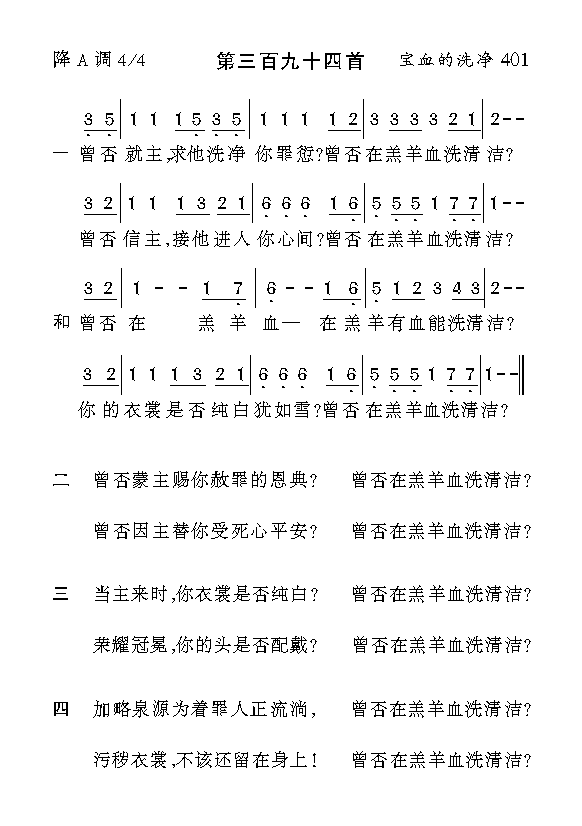 降A调4/4 第三百九十四首 宝血的洗净 401
3 5|1 1 1 5 3 5|1 1 1 1 2|3 3 3 3 2 1|2--
一 曾否就主,求他洗净你罪愆?曾否在羔羊血洗清洁?
3 2|1 1 1 3 2 1|6 6 6 1 6|5 5 5 1 7 7|1--
曾否信主,接他进入你心间?曾否在羔羊血洗清洁?
3 2|1 - - 1 7|6 - - 1 6|5 1 2 3 4 3|2--
和 曾否在 羔羊血— 在羔羊有血能洗清洁?
3 2|1 1 1 3 2 1|6 6 6 1 6|5 5 5 1 7 7|1--‖
你的衣裳是否纯白犹如雪?曾否在羔羊血洗清洁?
二 曾否蒙主赐你赦罪的恩典? 曾否在羔羊血洗清洁?
曾否因主替你受死心平安? 曾否在羔羊血洗清洁?
三 当主来时,你衣裳是否纯白? 曾否在羔羊血洗清洁?
荣耀冠冕,你的头是否配戴? 曾否在羔羊血洗清洁?
四 加略泉源为着罪人正流淌, 曾否在羔羊血洗清洁?
污秽衣裳,不该还留在身上! 曾否在羔羊血洗清洁?